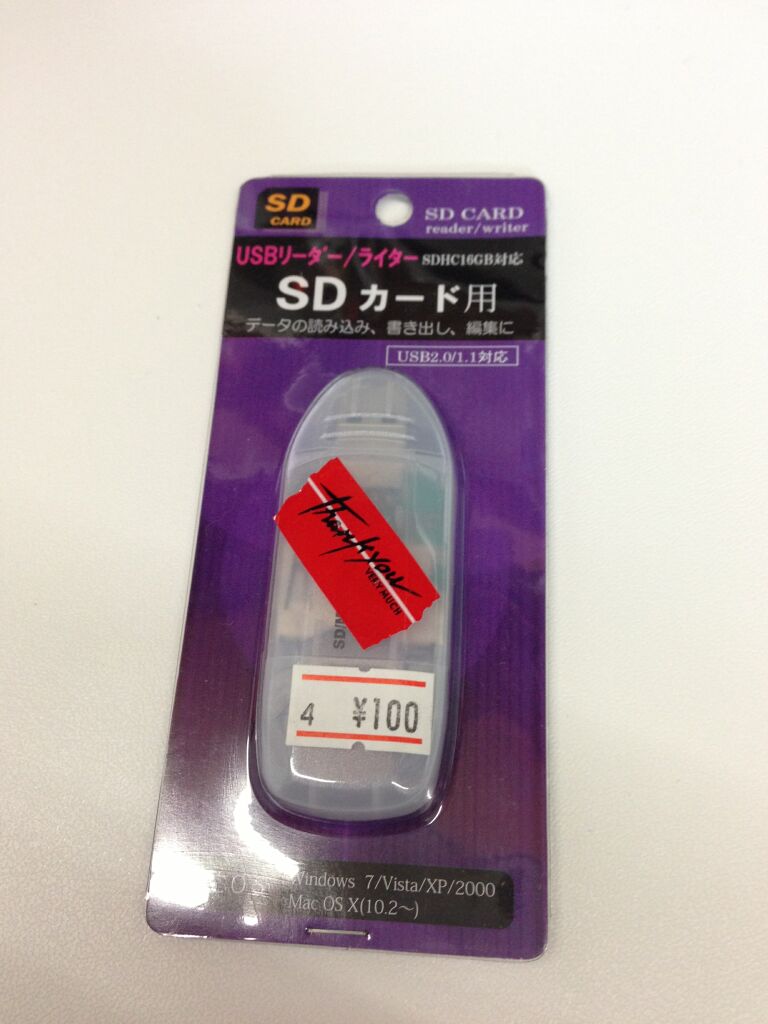 SD
CARD
SD CARD
reader/writer
USBリーダー/ライター SDHC16GB対応
SD カード用
データの読み込み、書き出し、編集に
USB2.0/1.1対応
thank you
VERY MUCH
4 ¥100
OS Windows 7/Vista/XP/2000
Mac OS X(10.2～)